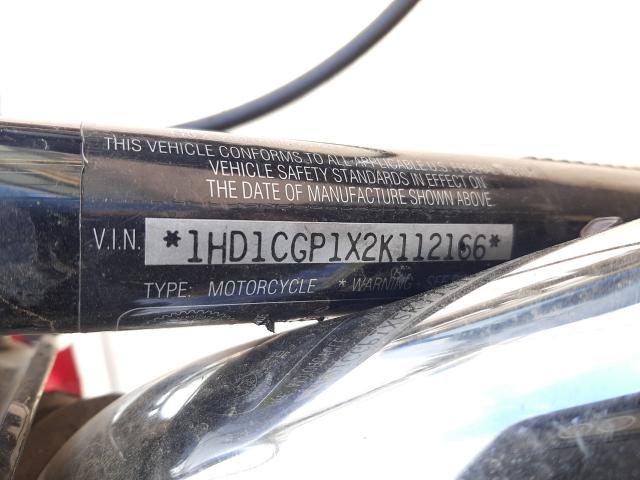 THIS VEHICLE CONFORMS TO ALL APPLICABLE U.S. FEDERAL
VEHICLE SAFETY STANDARDS IN EFFECT ON
THE DATE OF MANUFACTURE SHOWN ABOVE.
V.I.N. *1HD1CGP1X2K112166*
TYPE: MOTORCYCLE *WARNING